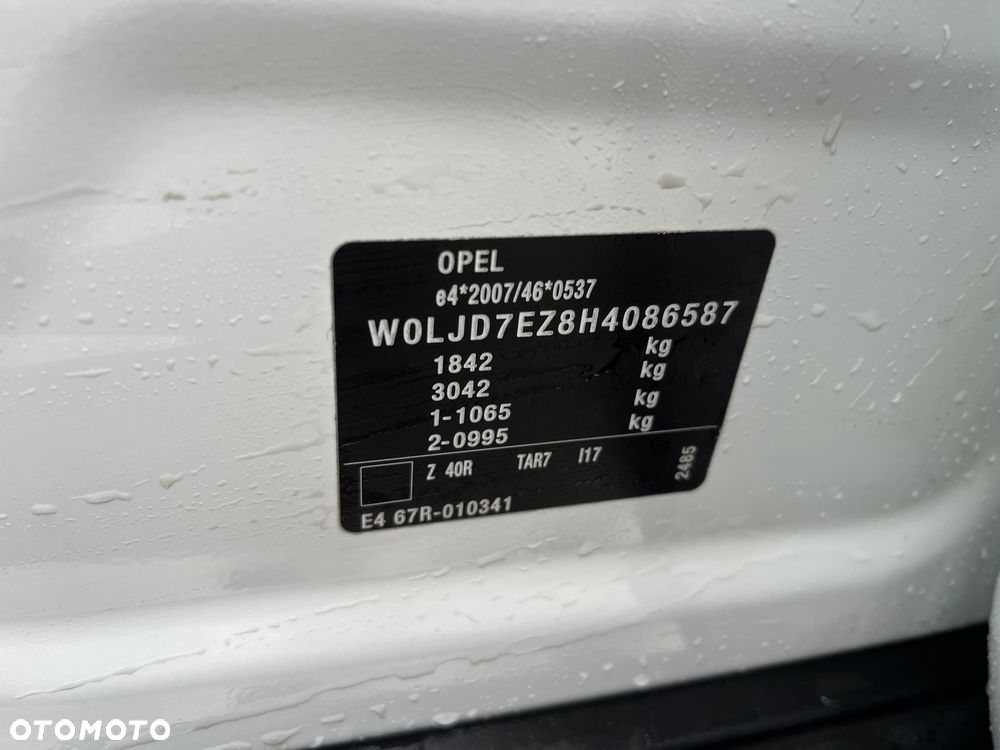 OPEL
e4*2007/46*0537
W0LJD7EZ8H4086587
1842 kg
3042 kg
1-1065 kg
2-0995 kg
Z 40R TAR7 I17
2485
E4 67R-010341
OTOMOTO